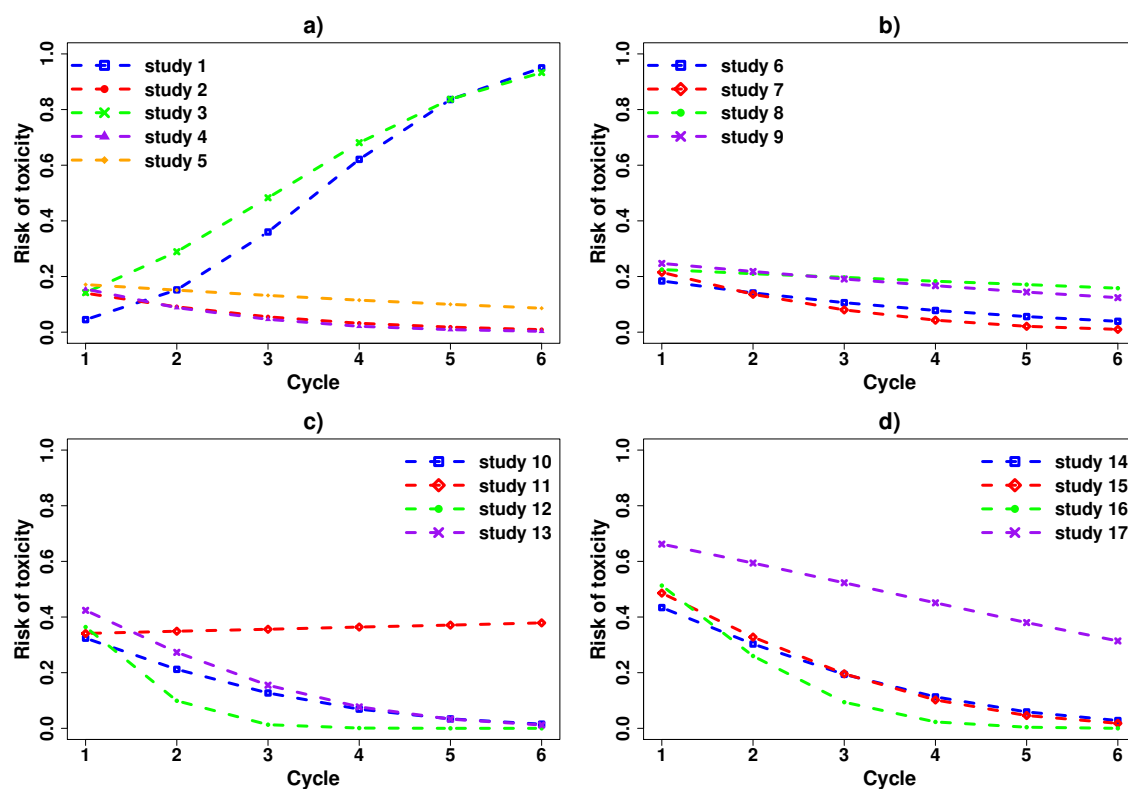 a)
Risk of toxicity
1.0
0.8
0.6
0.4
0.2
0.0
study 1
study 2
study 3
study 4
study 5
1 2 3 4 5 6
Cycle
b)
Risk of toxicity
1.0
0.8
0.6
0.4
0.2
0.0
study 6
study 7
study 8
study 9
1 2 3 4 5 6
Cycle
c)
Risk of toxicity
1.0
0.8
0.6
0.4
0.2
0.0
study 10
study 11
study 12
study 13
1 2 3 4 5 6
Cycle
d)
Risk of toxicity
1.0
0.8
0.6
0.4
0.2
0.0
study 14
study 15
study 16
study 17
1 2 3 4 5 6
Cycle